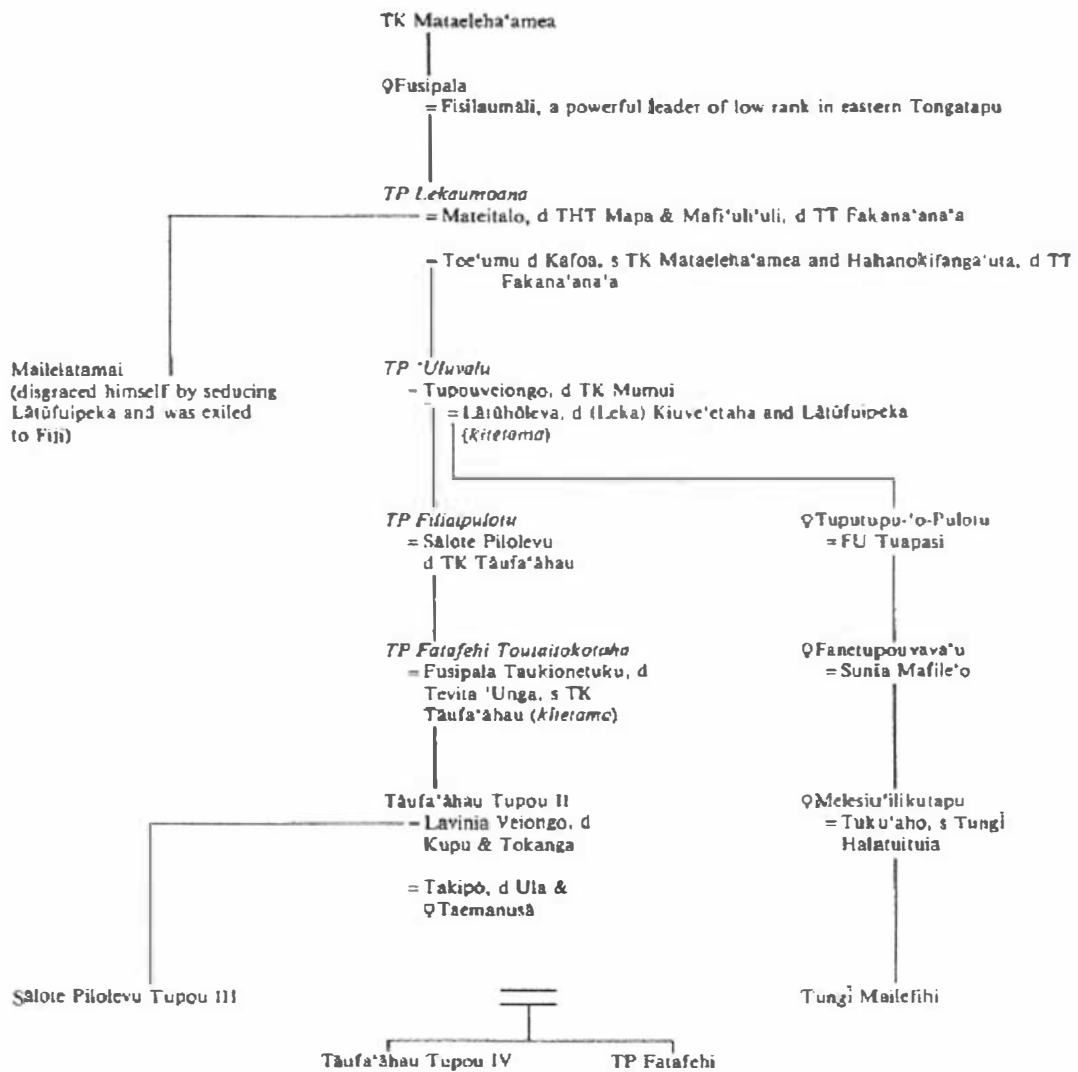 TK Mataeleha‘amea
♀Fusipala
= Fisilaumāli, a powerful leader of low rank in eastern Tongatapu
TP Lekaumoana
= Mateitalo, d THT Mapa & Mafi‘uli‘uli, d TT Fakana‘ana‘a
= Toe‘umu d Kafoa, s TK Mataeleha‘amea and Hahanokifanga‘uta, d TT
Fakana‘ana‘a
Mailelatamai
(disgraced himself by seducing
Lātūfuipeka and was exiled
to Fiji)
TP ‘Uluvalu
= Tupouveiongo, d TK Mumui
= Lātūhōleva, d (Leka) Kiuve‘etaha and Lātūfuipeka
(kitetama)
TP Filiaipulotu
= Sālote Pilolevu
d TK Tāufa‘āhau
♀Tuputupu-‘o-Pulotu
= FU Tuapasi
TP Fatafehi Toutaitokotaha
= Fusipala Taukionetuku, d
Tevita ‘Unga, s TK
Tāufa‘āhau (kitetama)
♀Fanetupouvava‘u
= Sunia Mafile‘o
Tāufa‘āhau Tupou II
= Lavinia Veiongo, d
Kupu & Tokanga
= Takipō, d Ula &
♀Taemanusā
♀Melesiu‘ilikutapu
= Tuku‘aho, s Tungī
Halatuituia
Sālote Pilolevu Tupou III
Tungī Mailefihi
Tāufa‘āhau Tupou IV
TP Fatafehi